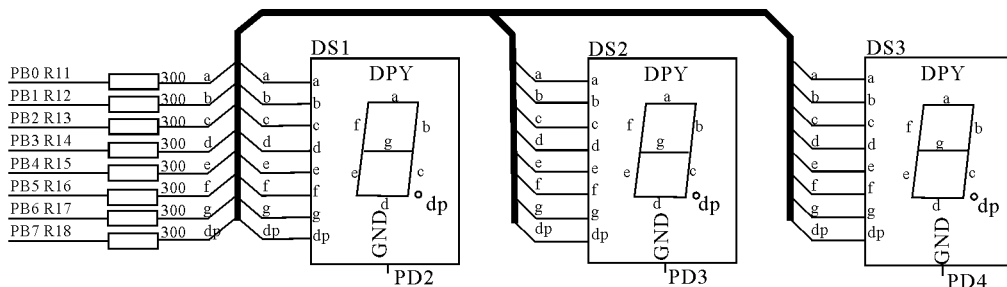 DS1
DS2
DS3
DPY
DPY
DPY
PB0 R11 300 a a a
PB1 R12 300 b b b
PB2 R13 300 c c c
PB3 R14 300 d d d
PB4 R15 300 e e e
PB5 R16 300 f f f
PB6 R17 300 g g g
PB7 R18 300 dp dp dp
a
f b
g
e c
d dp
GND
PD2
a a
b b
c c
d d
e e
f f
g g
dp dp
a
f b
g
e c
d dp
GND
PD3
a a
b b
c c
d d
e e
f f
g g
dp dp
a
f b
g
e c
d dp
GND
PD4